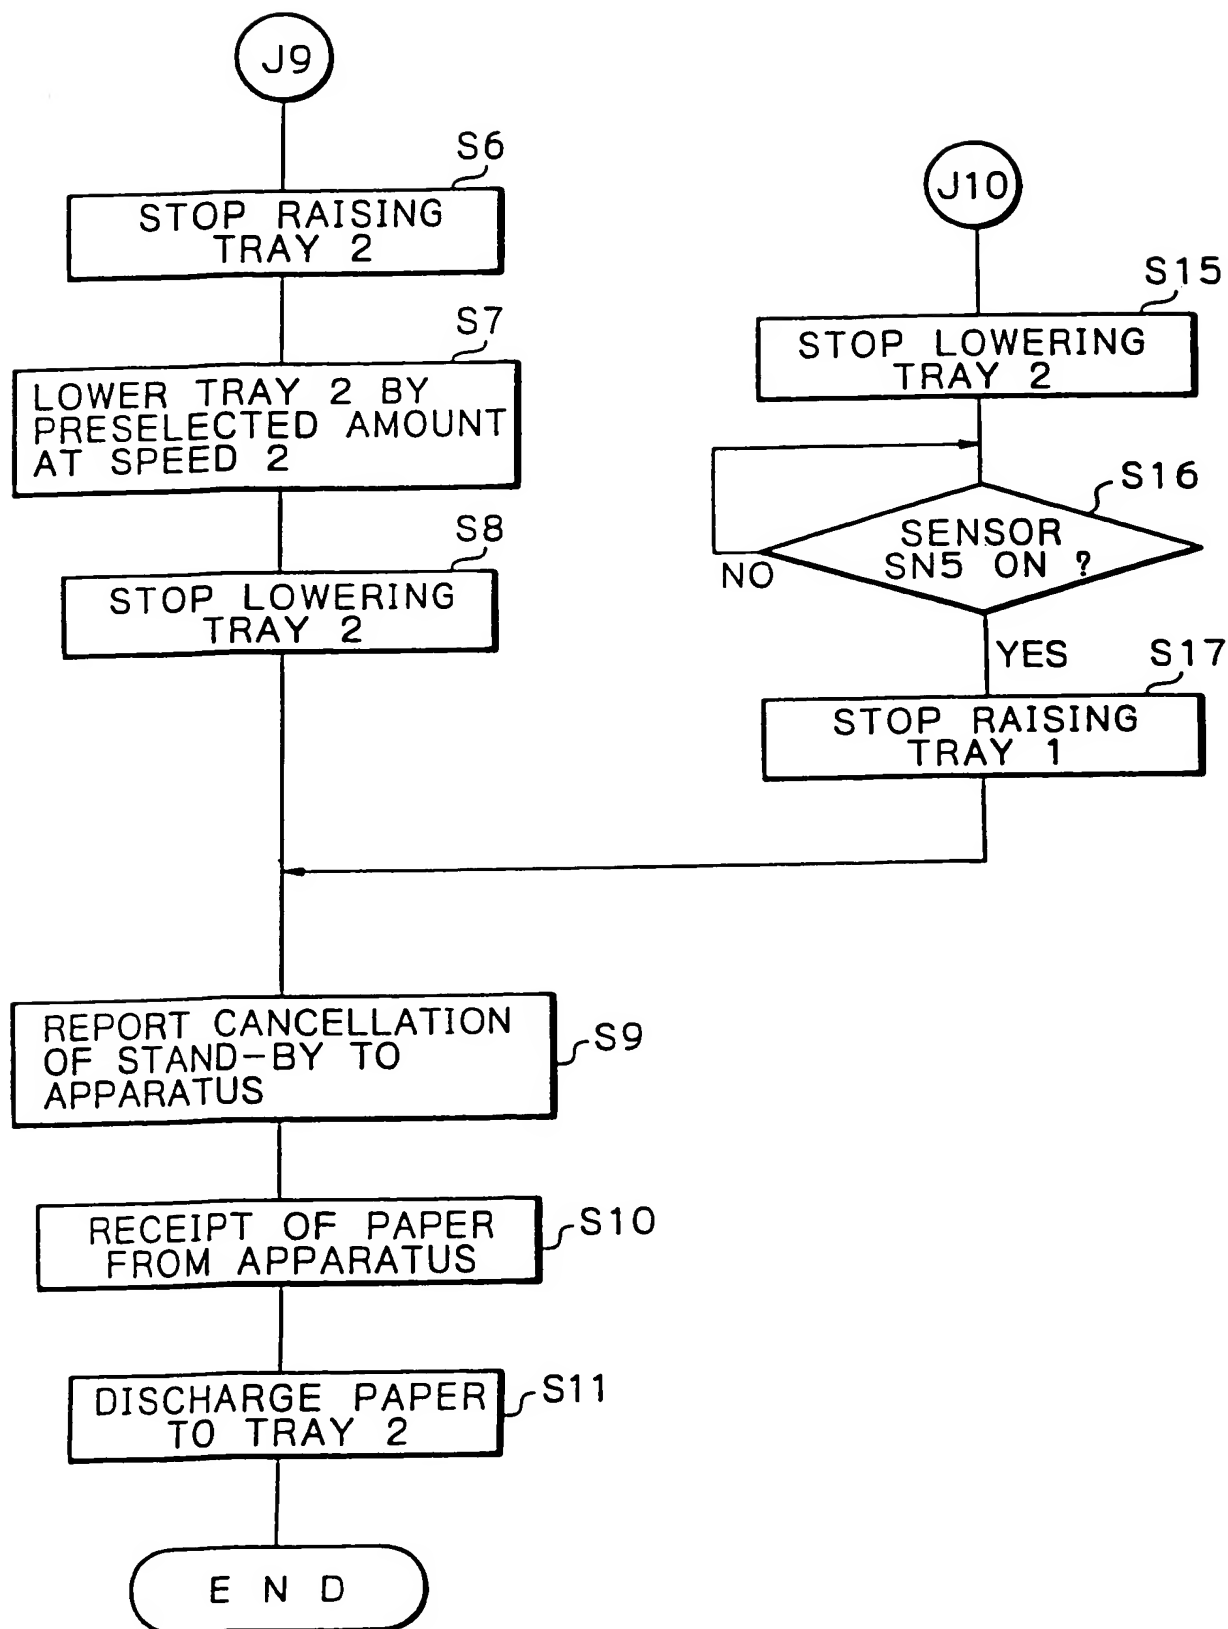 J9
S6
STOP RAISING
TRAY 2
S7
LOWER TRAY 2 BY
PRESELECTED AMOUNT
AT SPEED 2
S8
STOP LOWERING
TRAY 2
J10
S15
STOP LOWERING
TRAY 2
S16
SENSOR
SN5 ON ?
NO
YES
S17
STOP RAISING
TRAY 1
REPORT CANCELLATION
OF STAND-BY TO
APPARATUS
S9
RECEIPT OF PAPER
FROM APPARATUS
S10
DISCHARGE PAPER
TO TRAY 2
S11
END